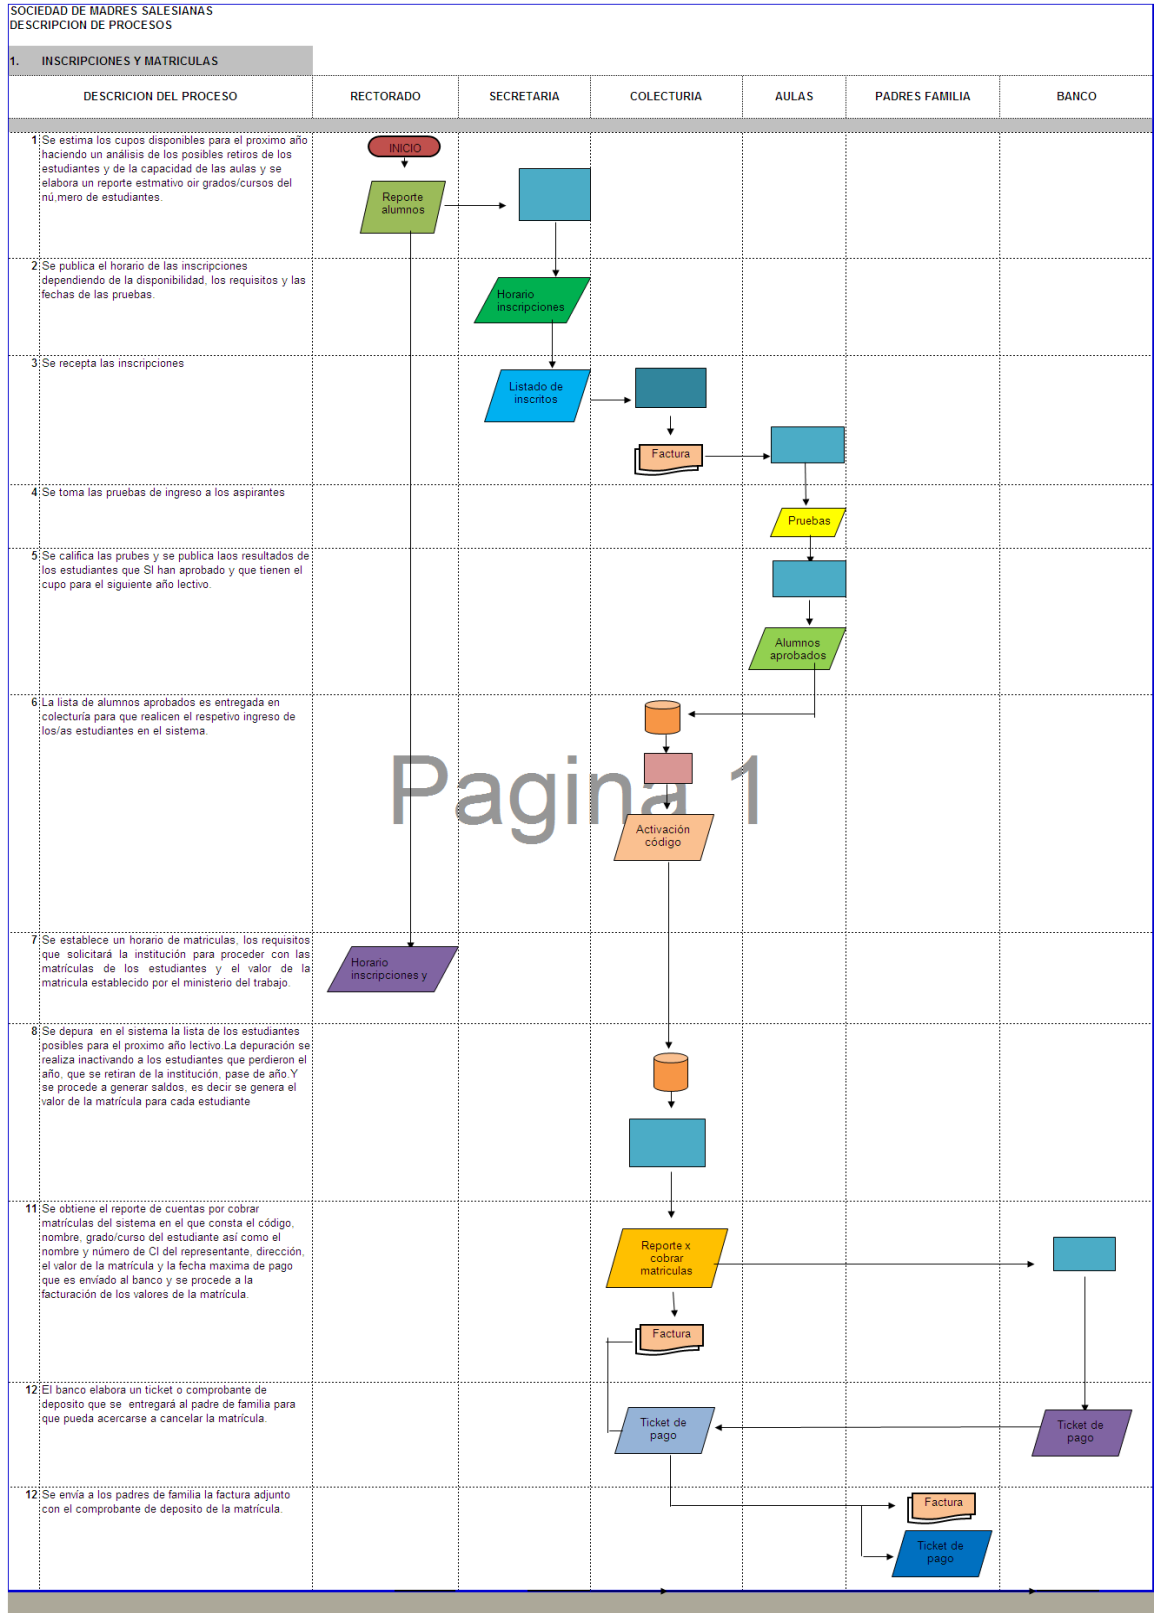 SOCIEDAD DE MADRES SALESIANAS
DESCRIPCION DE PROCESOS
1. INSCRIPCIONES Y MATRICULAS
DESCRICION DEL PROCESO RECTORADO SECRETARIA COLECTURIA AULAS PADRES FAMILIA BANCO
1 Se estima los cupos disponibles para el proximo año
haciendo un análisis de los posibles retiros de los
estudiantes y de la capacidad de las aulas y se
elabora un reporte estmativo oir grados/cursos del
nú,mero de estudiantes.
INICIO
Reporte
alumnos
2 Se publica el horario de las inscripciones
dependiendo de la disponibilidad, los requisitos y las
fechas de las pruebas.
Horario
inscripciones
3 Se recepta las inscripciones
Listado de
inscritos
Factura
4 Se toma las pruebas de ingreso a los aspirantes
Pruebas
5 Se califica las prubes y se publica laos resultados de
los estudiantes que SI han aprobado y que tienen el
cupo para el siguiente año lectivo.
Alumnos
aprobados
6 La lista de alumnos aprobados es entregada en
colecturía para que realicen el respetivo ingreso de
los/as estudiantes en el sistema.
Pagina 1
Activación
código
7 Se establece un horario de matriculas, los requisitos
que solicitará la institución para proceder con las
matrículas de los estudiantes y el valor de la
matricula establecido por el ministerio del trabajo.
Horario
inscripciones y
8 Se depura en el sistema la lista de los estudiantes
posibles para el proximo año lectivo.La depuración se
realiza inactivando a los estudiantes que perdieron el
año, que se retiran de la institución, pase de año.Y
se procede a generar saldos, es decir se genera el
valor de la matrícula para cada estudiante
11 Se obtiene el reporte de cuentas por cobrar
matrículas del sistema en el que consta el código,
nombre, grado/curso del estudiante así como el
nombre y número de CI del representante, dirección,
el valor de la matrícula y la fecha maxima de pago
que es envíado al banco y se procede a la
facturación de los valores de la matrícula.
Reporte x
cobrar
matriculas
Factura
12 El banco elabora un ticket o comprobante de
deposito que se entregará al padre de familia para
que pueda acercarse a cancelar la matrícula.
Ticket de
pago
Ticket de
pago
12 Se envía a los padres de familia la factura adjunto
con el comprobante de deposito de la matrícula.
Factura
Ticket de
pago